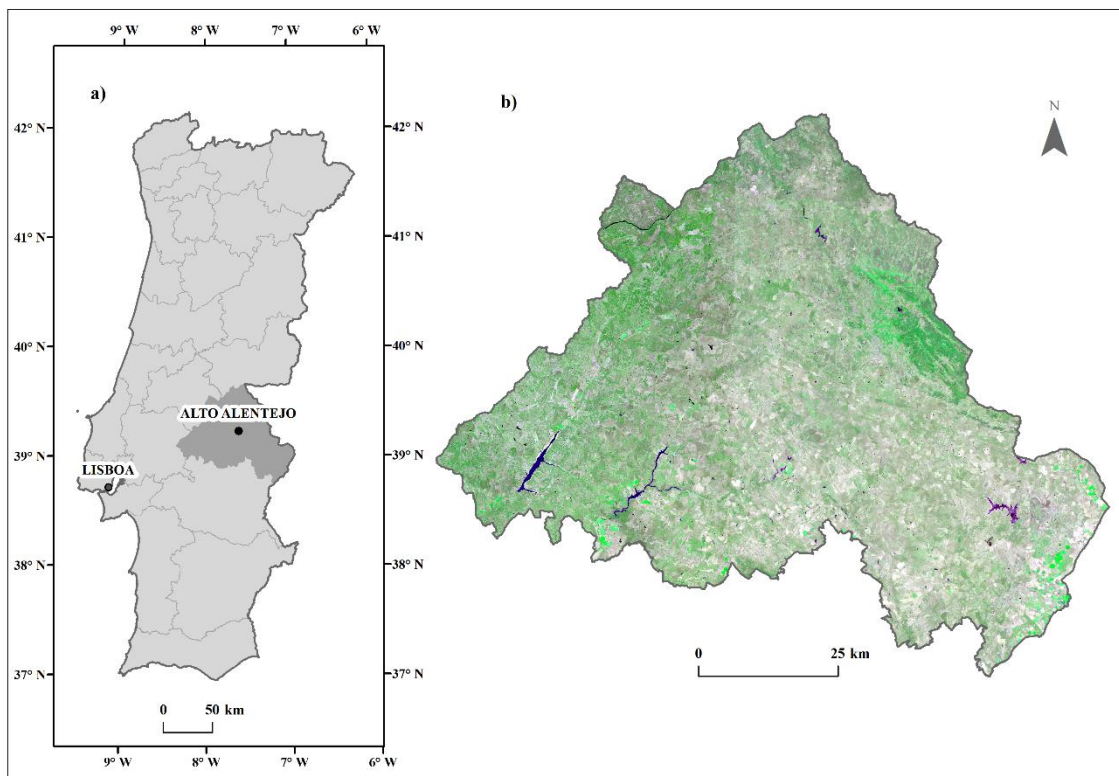 9° W 8° W 7° W 6° W
a)
42° N
41° N
40° N
39° N
38° N
37° N
ALTO ALENTEJO
LISBOA
0 50 km
9° W 8° W 7° W 6° W
42° N
41° N
40° N
39° N
38° N
37° N
b)
N
0 25 km